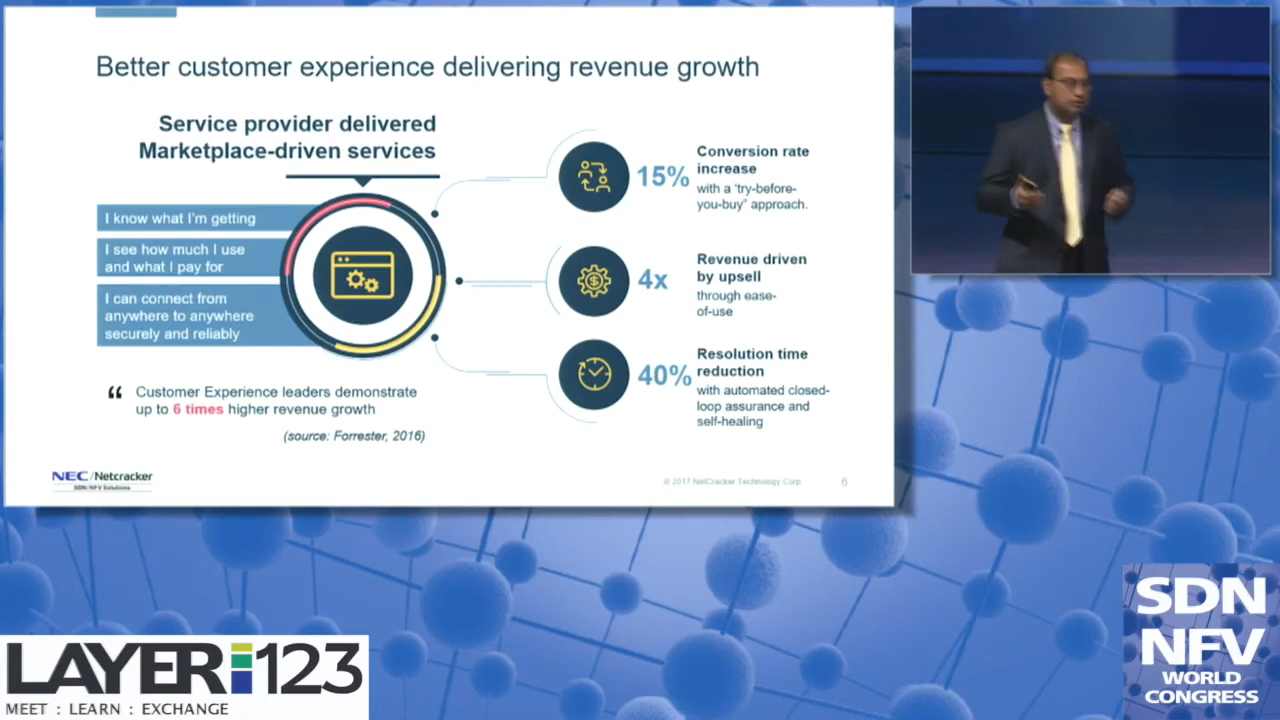 Better customer experience delivering revenue growth
Service provider delivered
Marketplace-driven services
I know what I'm getting
I see how much I use
and what I pay for
I can connect from
anywhere to anywhere
securely and reliably
“ Customer Experience leaders demonstrate
up to 6 times higher revenue growth
(source: Forrester, 2016)
15%
Conversion rate
increase
with a ‘try-before-
you-buy” approach.
4x
Revenue driven
by upsell
through ease-
of-use
40%
Resolution time
reduction
with automated closed-
loop assurance and
self-healing
NEC/Netcracker
SDN/NFV Solutions
© 2017 NetCracker Technology Corp.
6
LAYER123
MEET : LEARN : EXCHANGE
SDN
NFV
WORLD
CONGRESS